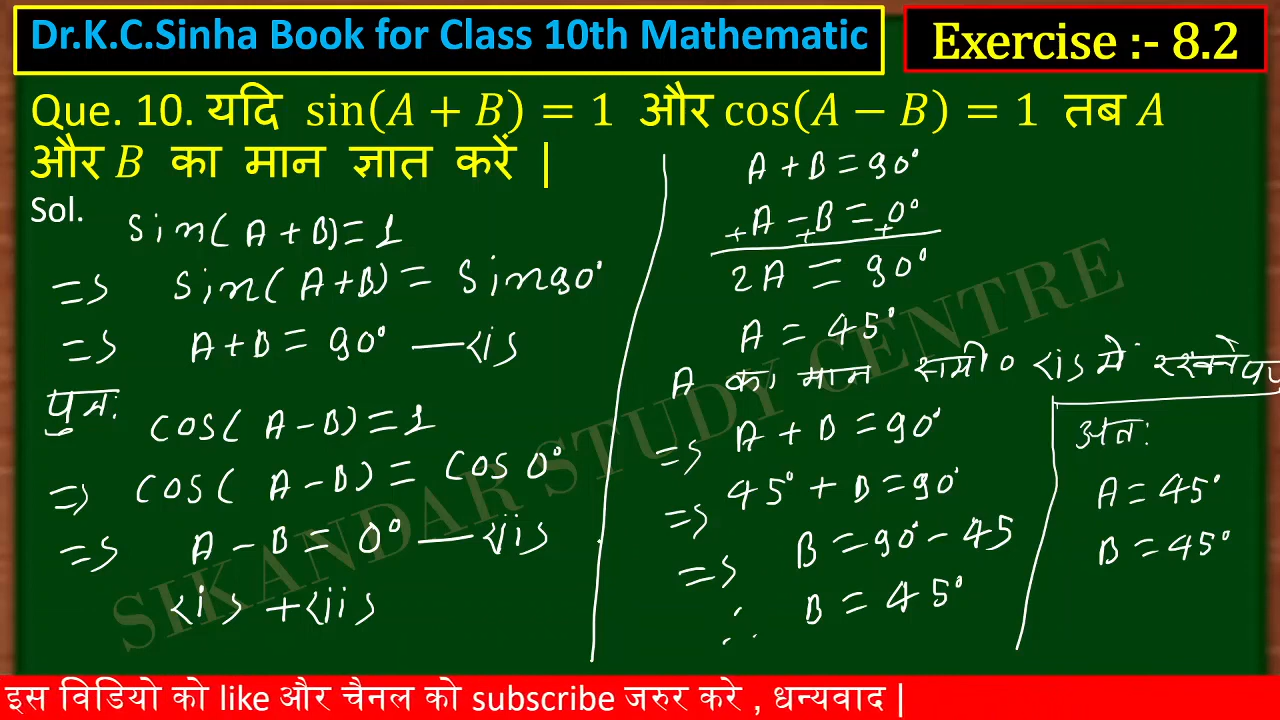 Dr.K.C.Sinha Book for Class 10th Mathematic
Exercise :- 8.2
Que. 10. यदि sin(A + B) = 1 और cos(A − B) = 1 तब A
और B का मान ज्ञात करें |
Sol.
Sin( A + B) = 1
=> Sin( A+B) = Sin90°
=> A+B = 90° —<i>
पुनः
COS( A - B) = 1
=> COS( A - B) = COS 0°
=> A - B = 0° —<ii>
<i> + <ii>
A + B = 90°
+A - B = 0°
+ +
2A = 90°
A = 45°
A का मान समी० <i> में रखने पर
=> A + B = 90°
=> 45° + B = 90°
=> B = 90° - 45
∴ B = 45°
अतः
A = 45°
B = 45°
SIKANDAR STUDY CENTRE
इस विडियो को like और चैनल को subscribe जरुर करे , धन्यवाद |